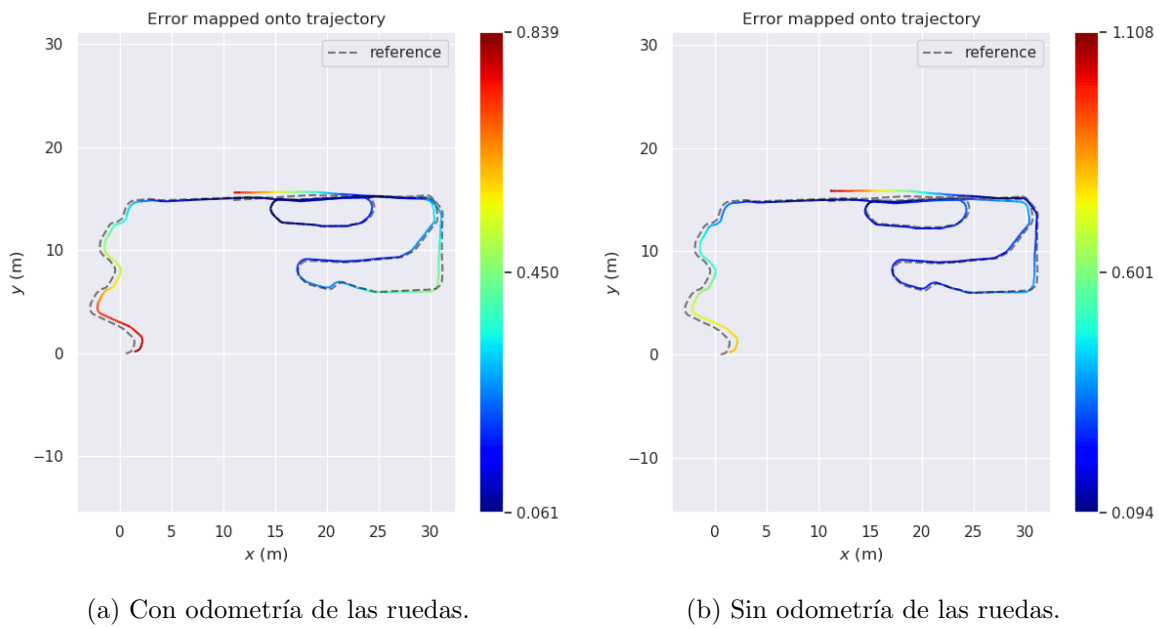 Error mapped onto trajectory
reference
30
20
10
0
−10
y (m)
0 5 10 15 20 25 30
x (m)
0.839
0.450
0.061
(a) Con odometría de las ruedas.
Error mapped onto trajectory
reference
30
20
10
0
−10
y (m)
0 5 10 15 20 25 30
x (m)
1.108
0.601
0.094
(b) Sin odometría de las ruedas.